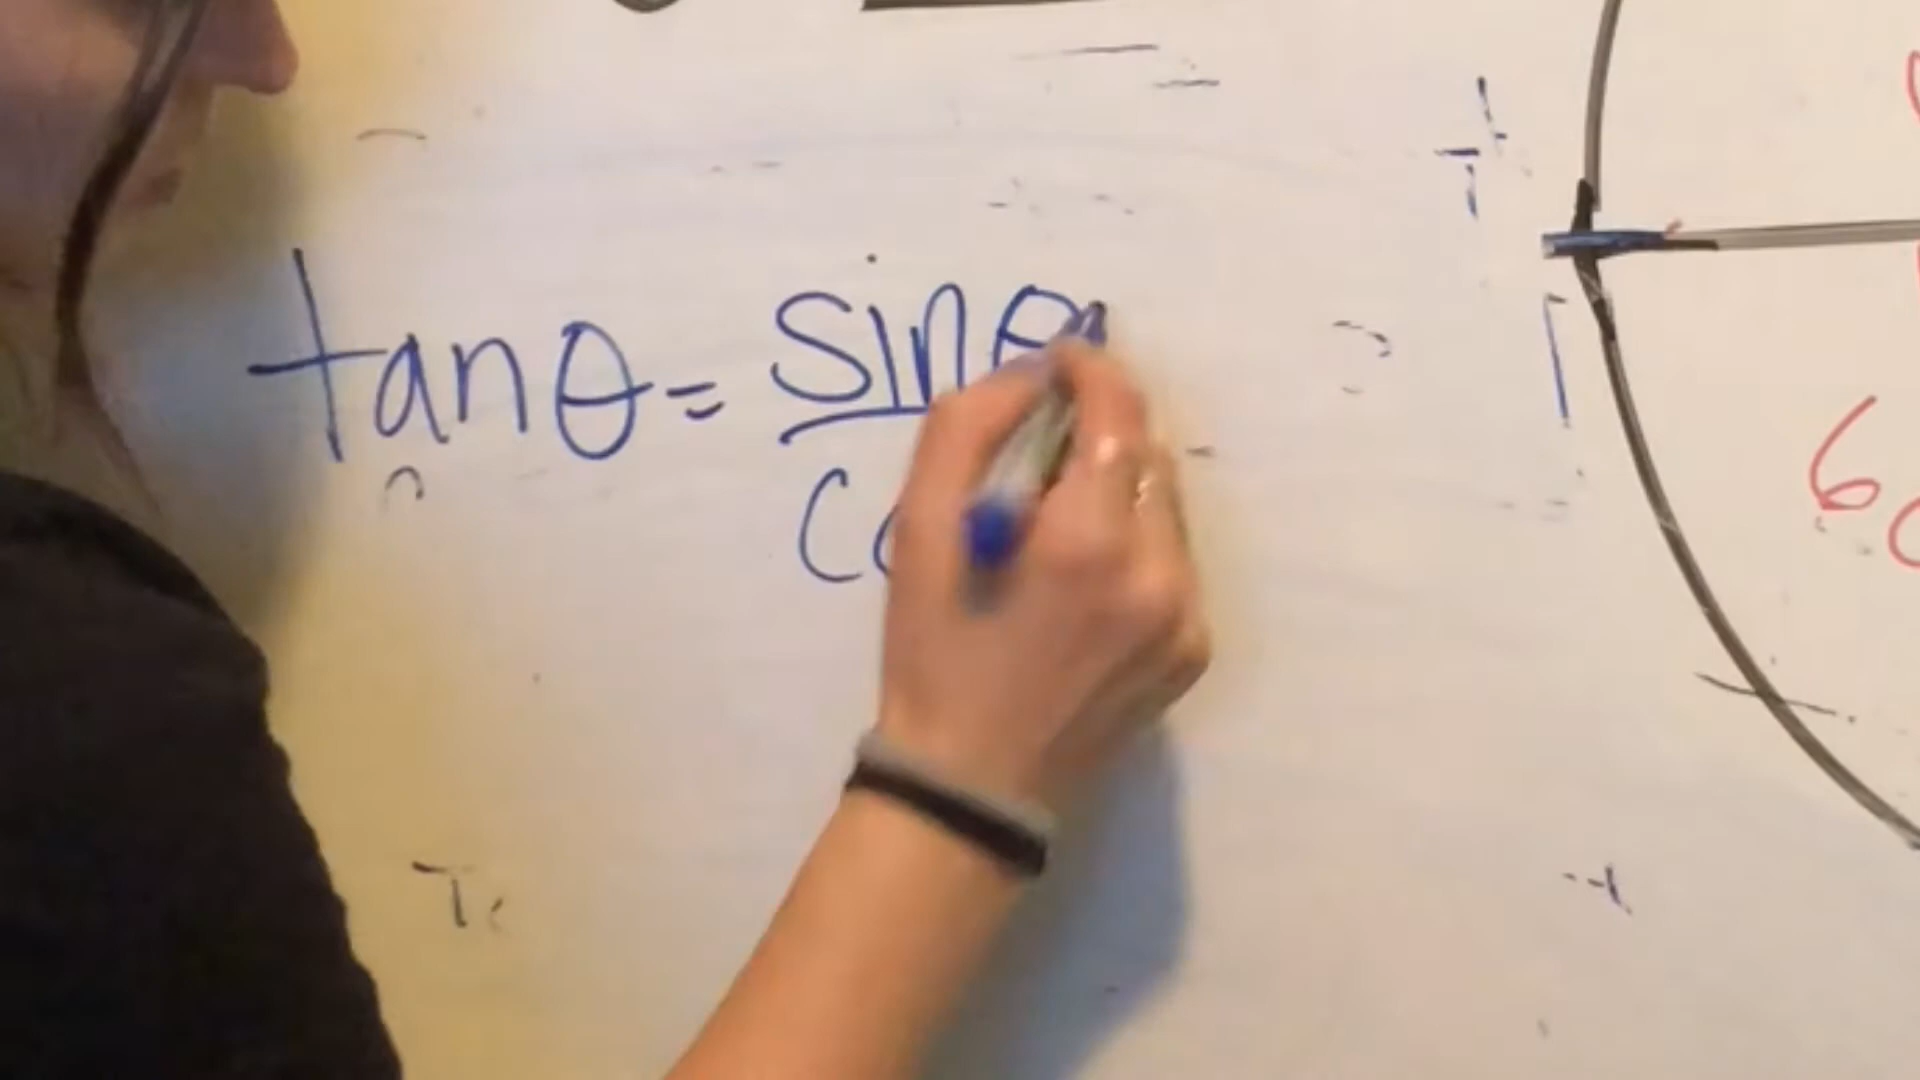 tanθ = sinθ
co
6